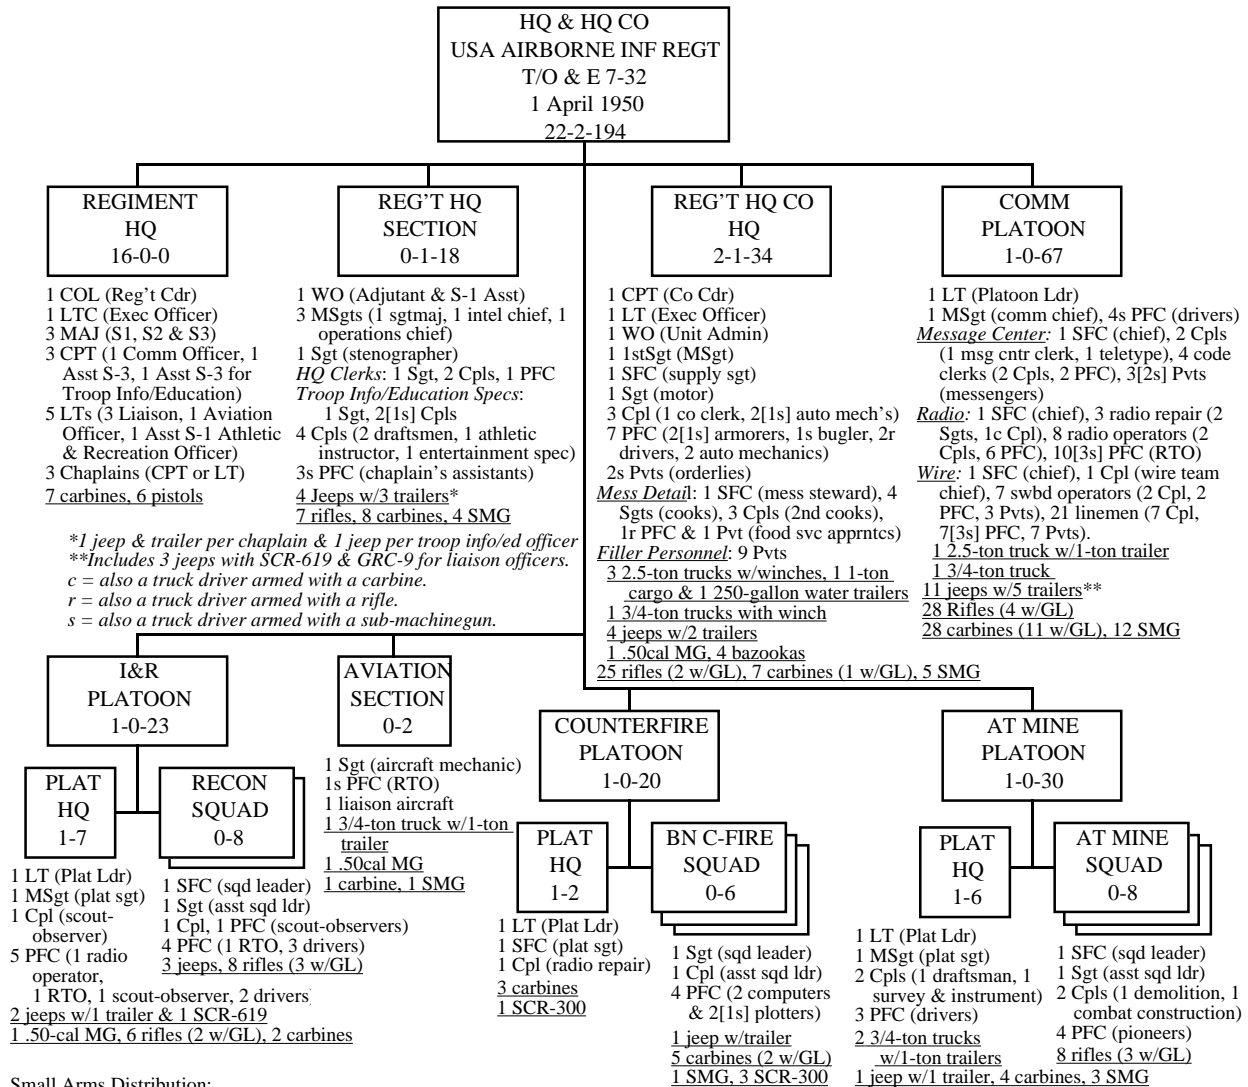 HQ & HQ CO
USA AIRBORNE INF REGT
T/O & E 7-32
1 April 1950
22-2-194
REGIMENT
HQ
16-0-0
1 COL (Reg't Cdr)
1 LTC (Exec Officer)
3 MAJ (S1, S2 & S3)
3 CPT (1 Comm Officer, 1
Asst S-3, 1 Asst S-3 for
Troop Info/Education)
5 LTs (3 Liaison, 1 Aviation
Officer, 1 Asst S-1 Athletic
& Recreation Officer)
3 Chaplains (CPT or LT)
7 carbines, 6 pistols
REG'T HQ
SECTION
0-1-18
1 WO (Adjutant & S-1 Asst)
3 MSgts (1 sgtmaj, 1 intel chief, 1
operations chief)
1 Sgt (stenographer)
HQ Clerks: 1 Sgt, 2 Cpls, 1 PFC
Troop Info/Education Specs:
1 Sgt, 2[1s] Cpls
4 Cpls (2 draftsmen, 1 athletic
instructor, 1 entertainment spec)
3s PFC (chaplain's assistants)
4 Jeeps w/3 trailers*
7 rifles, 8 carbines, 4 SMG
REG'T HQ CO
HQ
2-1-34
1 CPT (Co Cdr)
1 LT (Exec Officer)
1 WO (Unit Admin)
1 1stSgt (MSgt)
1 SFC (supply sgt)
1 Sgt (motor)
3 Cpl (1 co clerk, 2[1s] auto mech's)
7 PFC (2[1s] armorers, 1s bugler, 2r
drivers, 2 auto mechanics)
2s Pvts (orderlies)
Mess Detail: 1 SFC (mess steward), 4
Sgts (cooks), 3 Cpls (2nd cooks),
1r PFC & 1 Pvt (food svc apprntcs)
Filler Personnel: 9 Pvts
3 2.5-ton trucks w/winches, 1 1-ton
cargo & 1 250-gallon water trailers
1 3/4-ton trucks with winch
4 jeeps w/2 trailers
1 .50cal MG, 4 bazookas
25 rifles (2 w/GL), 7 carbines (1 w/GL), 5 SMG
COMM
PLATOON
1-0-67
1 LT (Platoon Ldr)
1 MSgt (comm chief), 4s PFC (drivers)
Message Center: 1 SFC (chief), 2 Cpls
(1 msg cntr clerk, 1 teletype), 4 code
clerks (2 Cpls, 2 PFC), 3[2s] Pvts
(messengers)
Radio: 1 SFC (chief), 3 radio repair (2
Sgts, 1c Cpl), 8 radio operators (2
Cpls, 6 PFC), 10[3s] PFC (RTO)
Wire: 1 SFC (chief), 1 Cpl (wire team
chief), 7 swbd operators (2 Cpl, 2
PFC, 3 Pvts), 21 linemen (7 Cpl,
7[3s] PFC, 7 Pvts).
1 2.5-ton truck w/1-ton trailer
1 3/4-ton truck
11 jeeps w/5 trailers**
28 Rifles (4 w/GL)
28 carbines (11 w/GL), 12 SMG
*1 jeep & trailer per chaplain & 1 jeep per troop info/ed officer
**Includes 3 jeeps with SCR-619 & GRC-9 for liaison officers.
c = also a truck driver armed with a carbine.
r = also a truck driver armed with a rifle.
s = also a truck driver armed with a sub-machinegun.
I&R
PLATOON
1-0-23
PLAT
HQ
1-7
1 LT (Plat Ldr)
1 MSgt (plat sgt)
1 Cpl (scout-
observer)
5 PFC (1 radio
operator,
1 RTO, 1 scout-observer, 2 drivers)
2 jeeps w/1 trailer & 1 SCR-619
1 .50-cal MG, 6 rifles (2 w/GL), 2 carbines
RECON
SQUAD
0-8
1 SFC (sqd leader)
1 Sgt (asst sqd ldr)
1 Cpl, 1 PFC (scout-observers)
4 PFC (1 RTO, 3 drivers)
3 jeeps, 8 rifles (3 w/GL)
AVIATION
SECTION
0-2
1 Sgt (aircraft mechanic)
1s PFC (RTO)
1 liaison aircraft
1 3/4-ton truck w/1-ton
trailer
1 .50cal MG
1 carbine, 1 SMG
COUNTERFIRE
PLATOON
1-0-20
PLAT
HQ
1-2
1 LT (Plat Ldr)
1 SFC (plat sgt)
1 Cpl (radio repair)
3 carbines
1 SCR-300
BN C-FIRE
SQUAD
0-6
1 Sgt (sqd leader)
1 Cpl (asst sqd ldr)
4 PFC (2 computers
& 2[1s] plotters)
1 jeep w/trailer
5 carbines (2 w/GL)
1 SMG, 3 SCR-300
AT MINE
PLATOON
1-0-30
PLAT
HQ
1-6
1 LT (Plat Ldr)
1 MSgt (plat sgt)
2 Cpls (1 draftsman, 1
survey & instrument)
3 PFC (drivers)
2 3/4-ton trucks
w/1-ton trailers
1 jeep w/1 trailer, 4 carbines, 3 SMG
AT MINE
SQUAD
0-8
1 SFC (sqd leader)
1 Sgt (asst sqd ldr)
2 Cpls (1 demolition, 1
combat construction)
4 PFC (pioneers)
8 rifles (3 w/GL)
Small Arms Distribution: